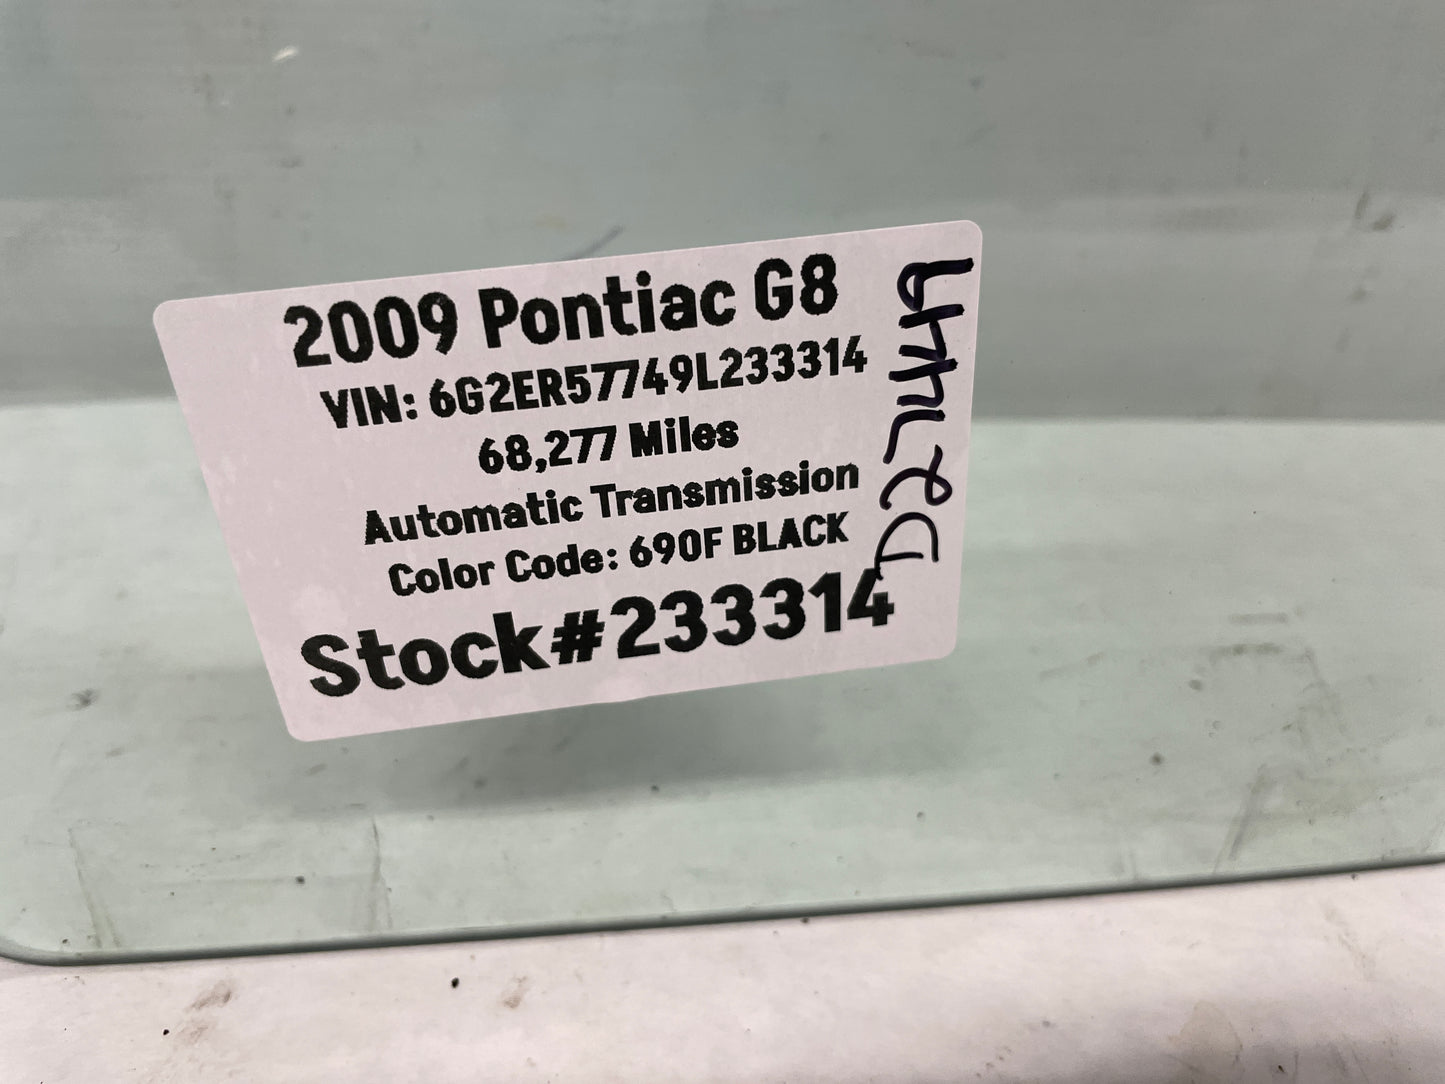 2009 Pontiac G8
VIN: 6G2ER57749L233314
68,277 Miles
Automatic Transmission
Color Code: 690F BLACK
Stock#233314